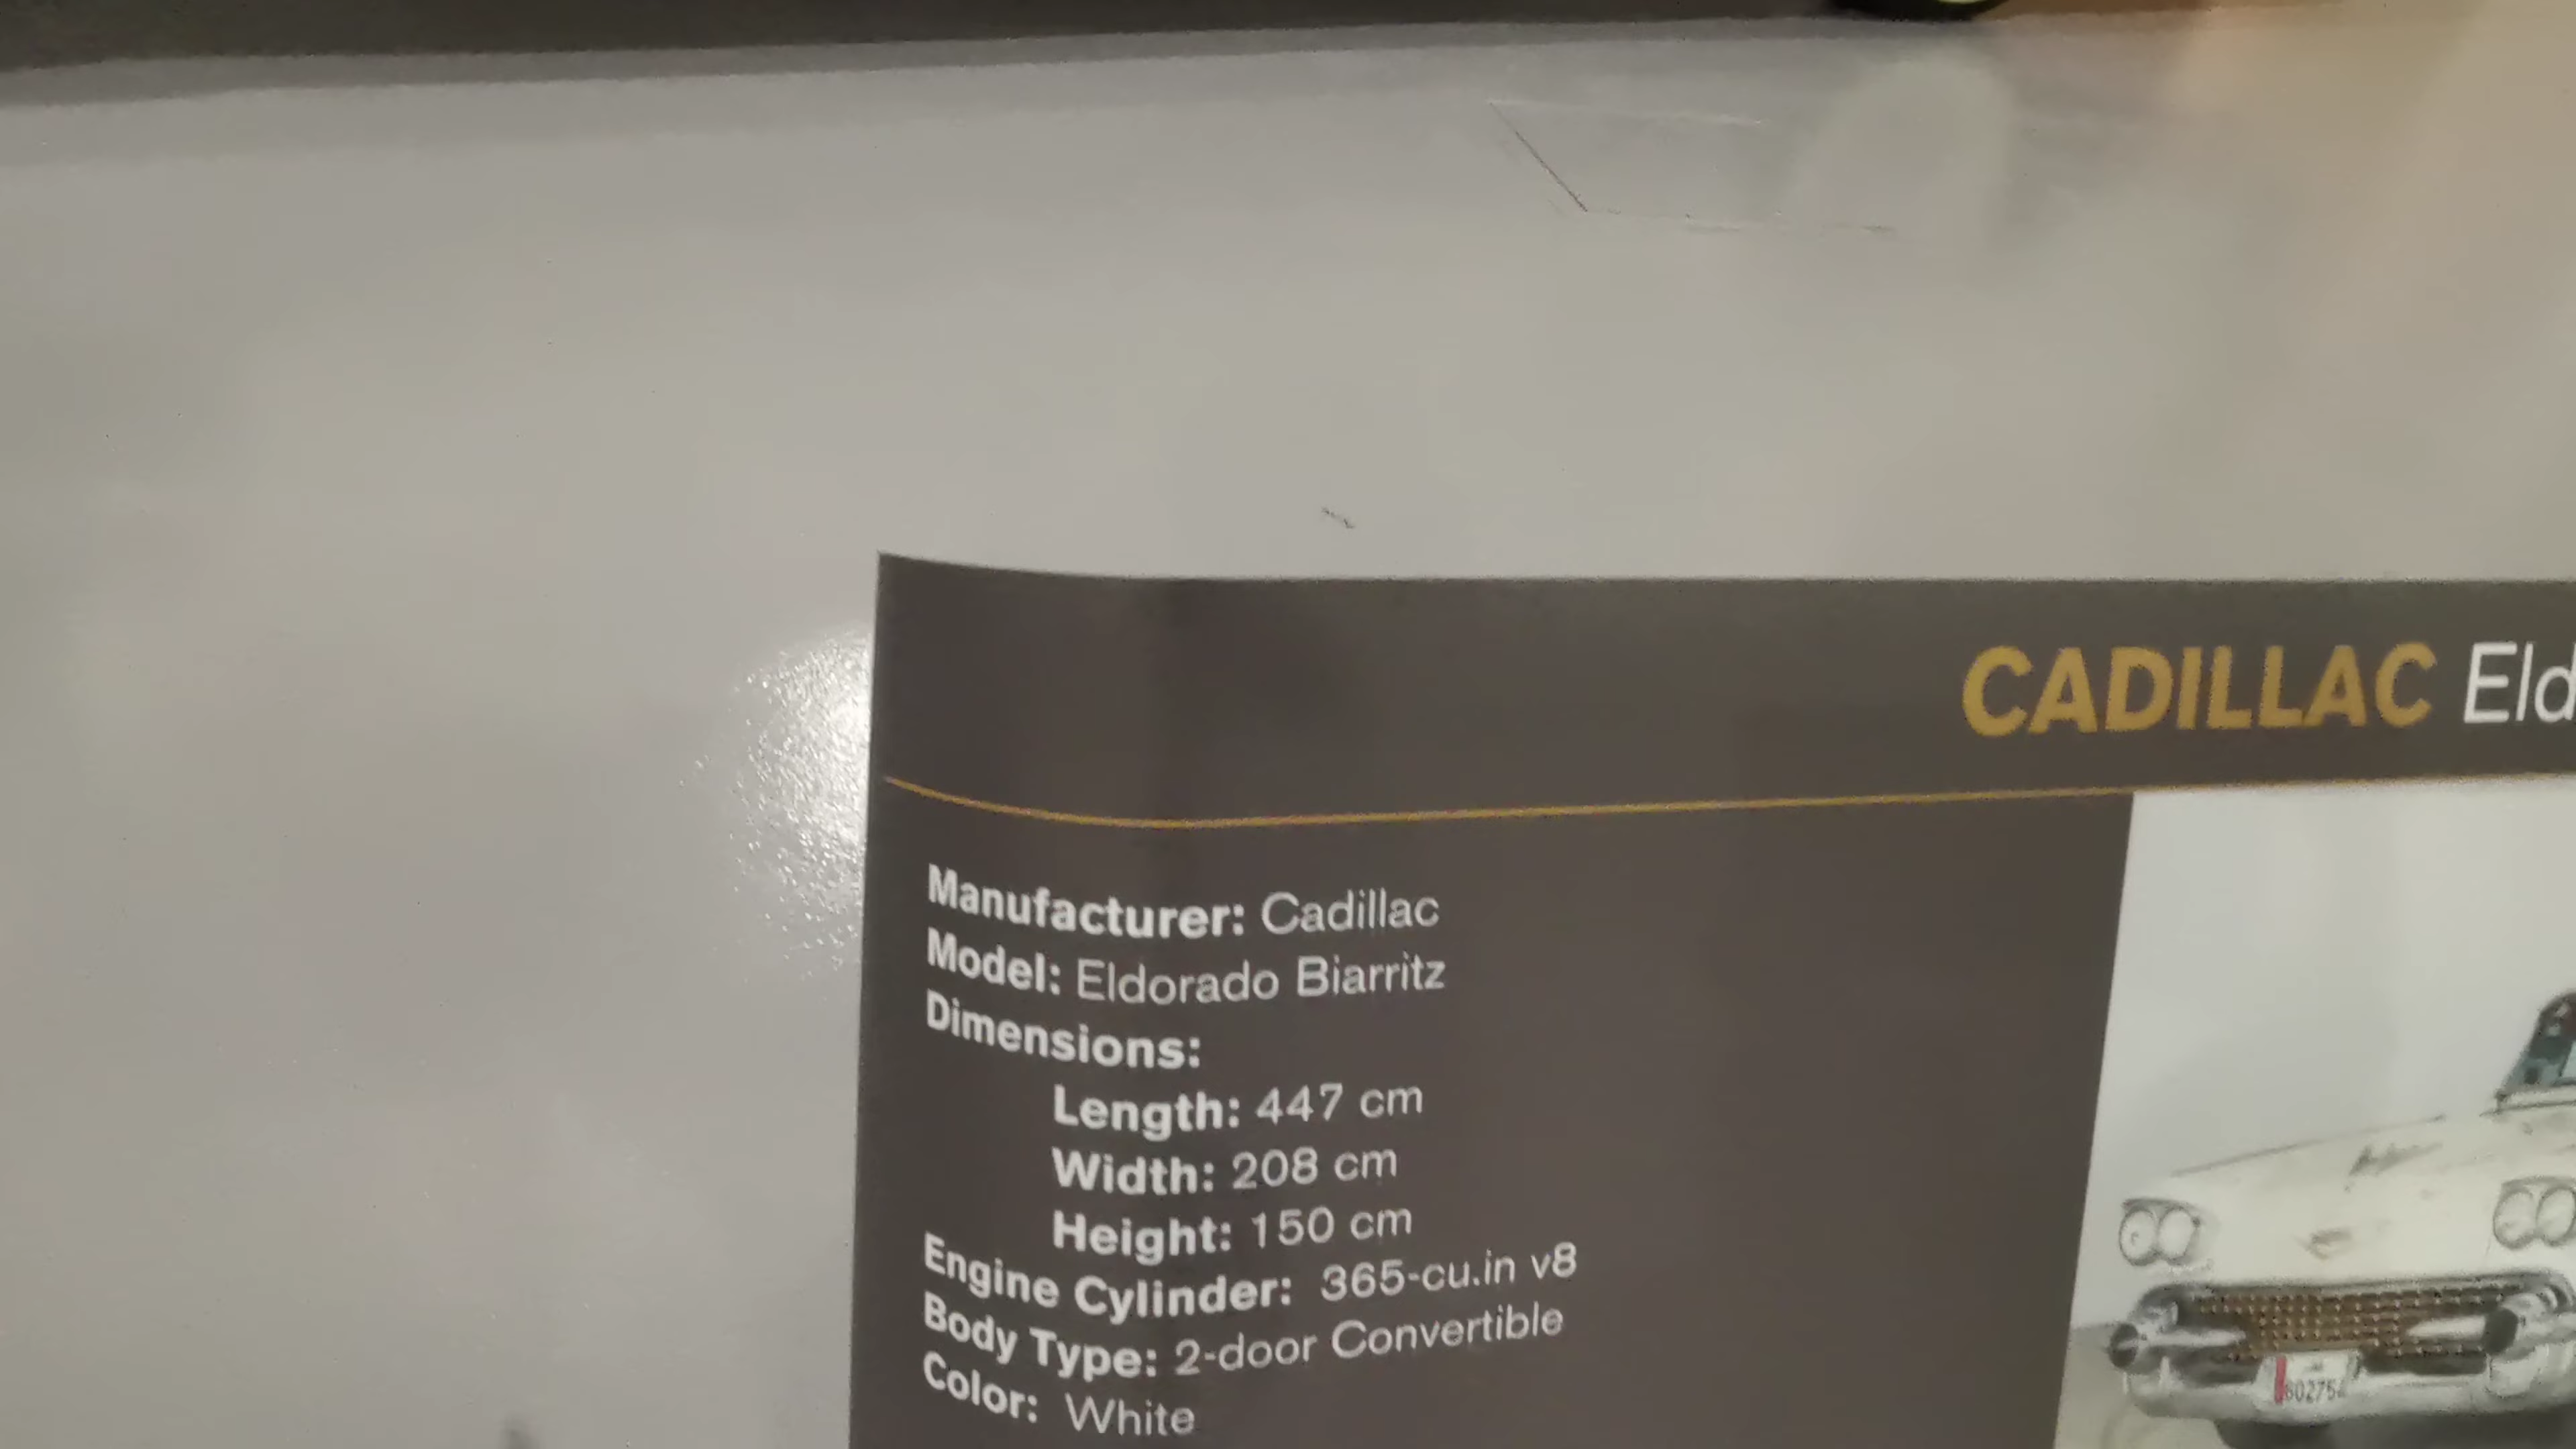 CADILLAC Eld
Manufacturer: Cadillac
Model: Eldorado Biarritz
Dimensions:
Length: 447 cm
Width: 208 cm
Height: 150 cm
Engine Cylinder: 365-cu.in v8
Body Type: 2-door Convertible
Color: White